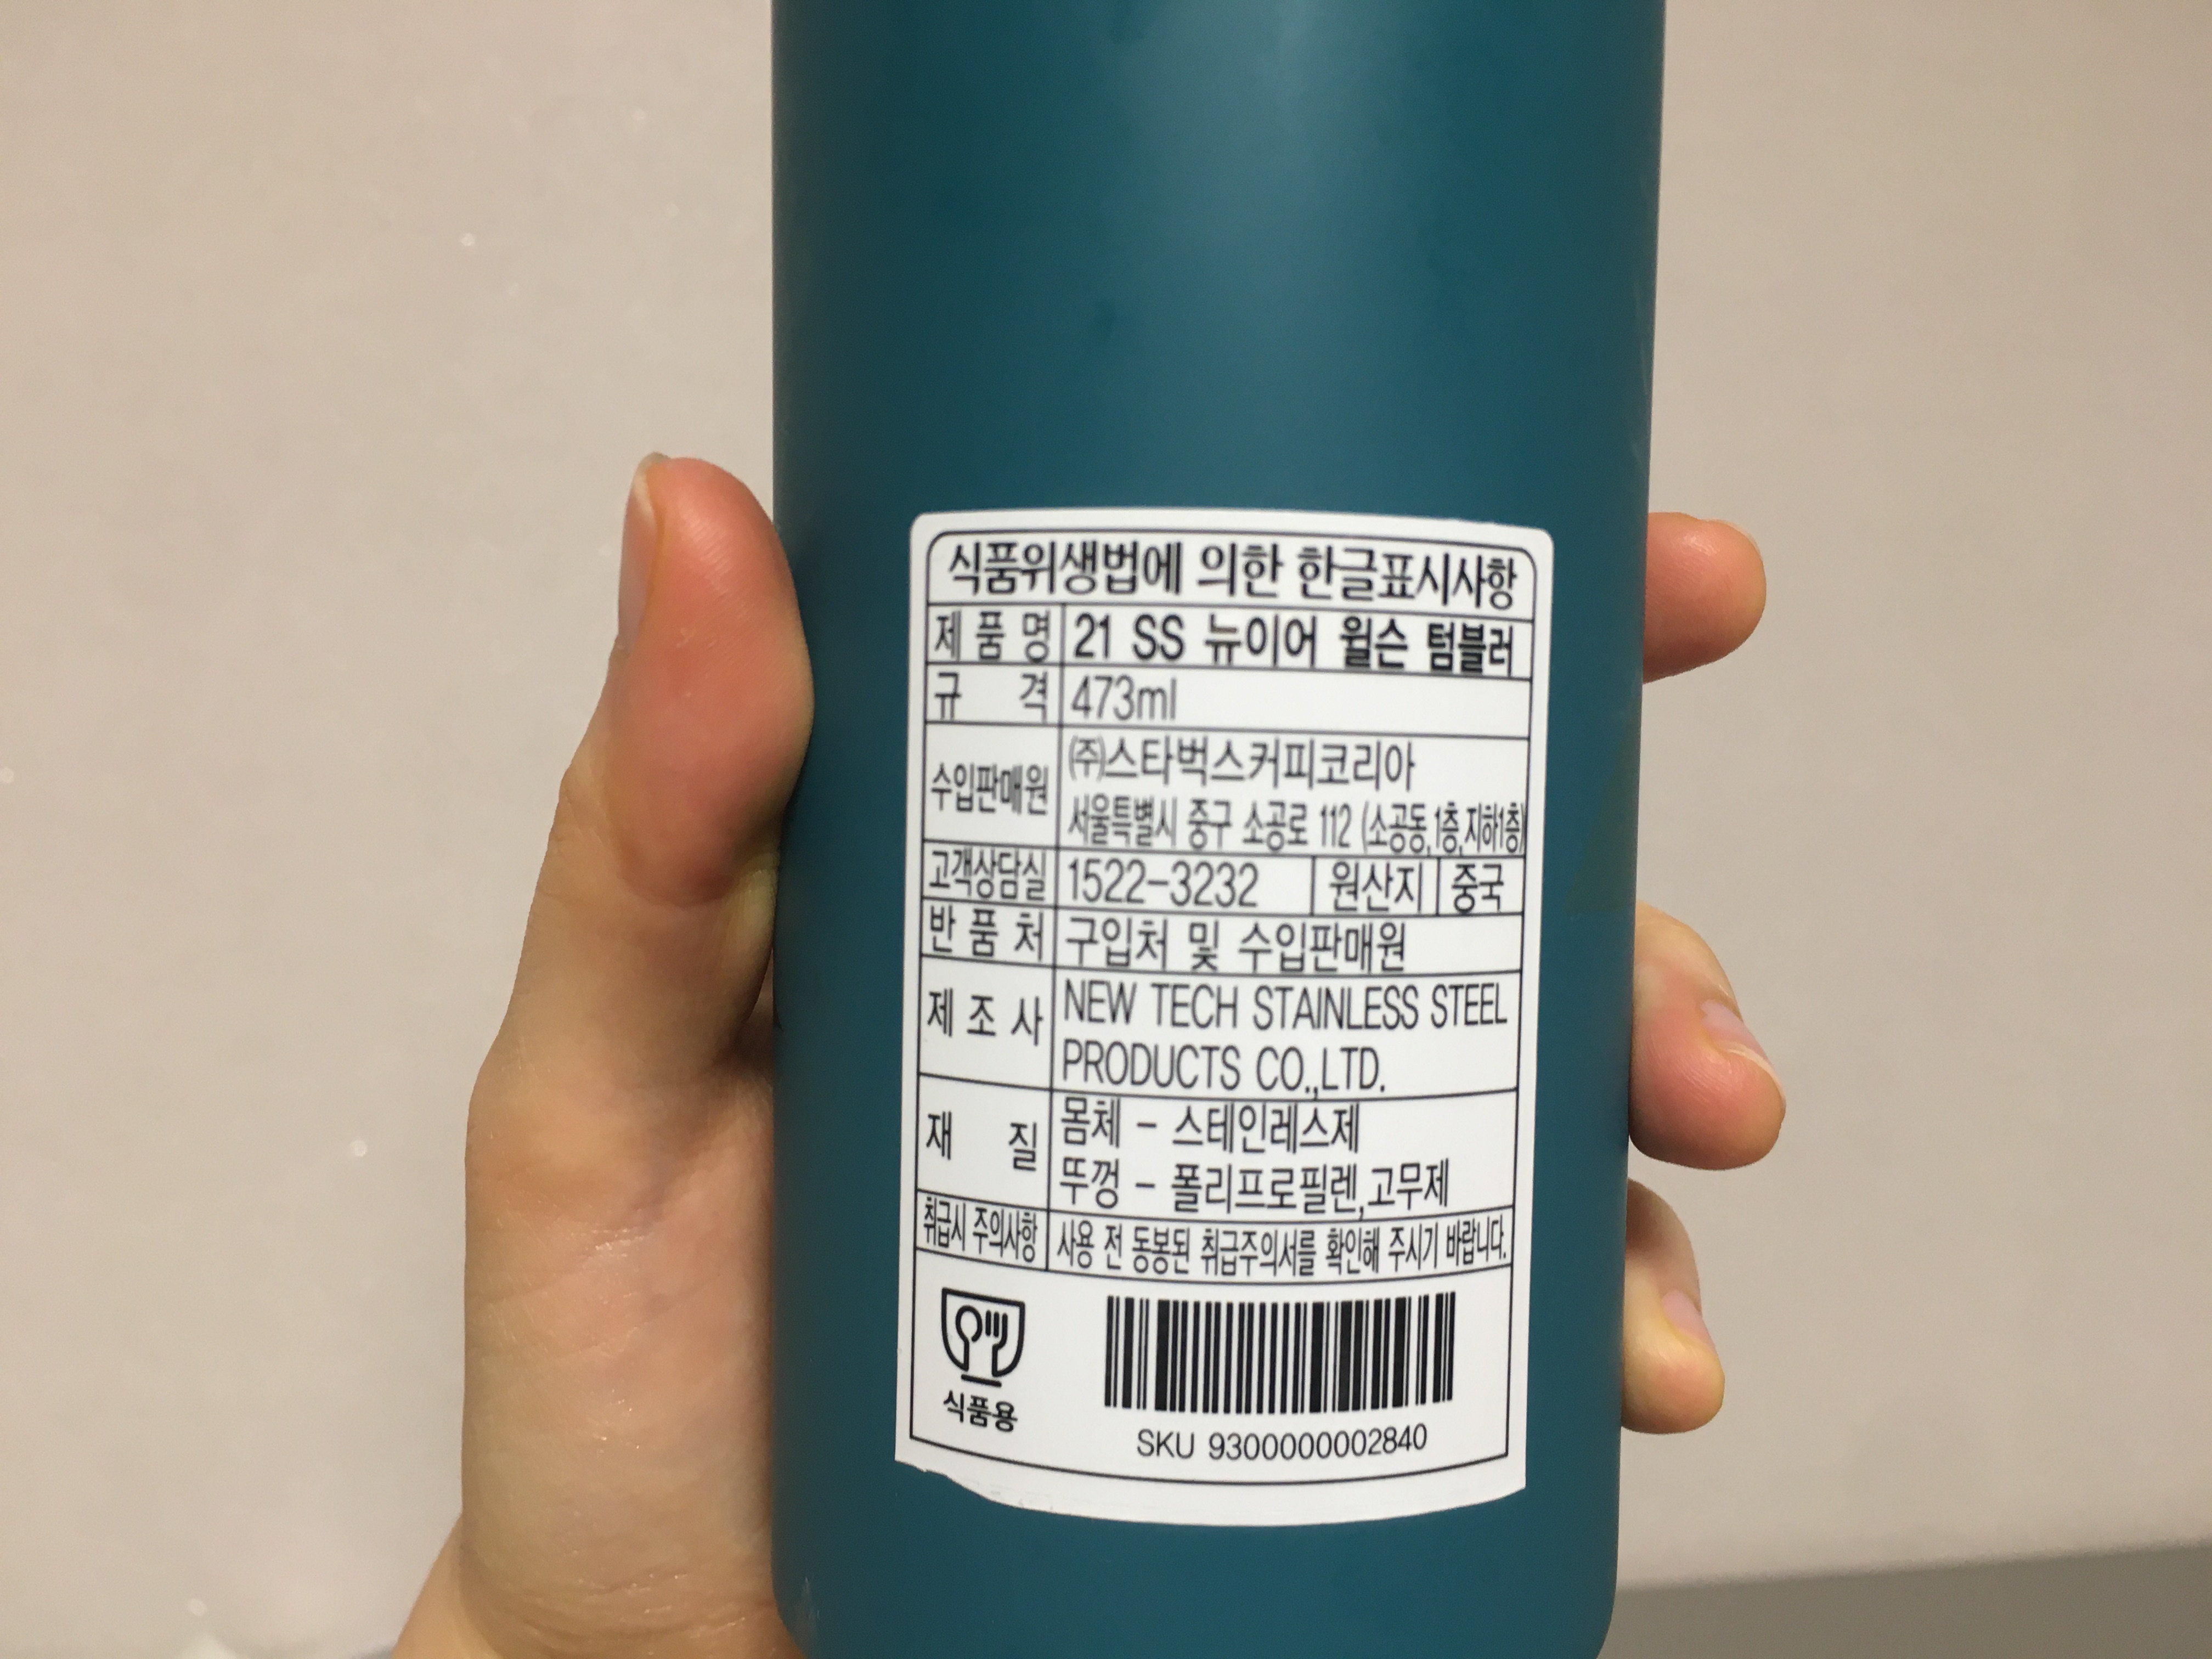 식품위생법에 의한 한글표시사항
제 품 명 21 SS 뉴이어 윌슨 텀블러
규 격 473ml
수입판매원 ㈜스타벅스커피코리아
서울특별시 중구 소공로 112 (소공동,1층,지하1층)
고객상담실 1522-3232 원산지 중국
반 품 처 구입처 및 수입판매원
제 조 사 NEW TECH STAINLESS STEEL
PRODUCTS CO.,LTD.
재 질 몸체 - 스테인레스제
뚜껑 - 폴리프로필렌,고무제
취급시 주의사항 사용 전 동봉된 취급주의서를 확인해 주시기 바랍니다.
식품용
SKU 9300000002840